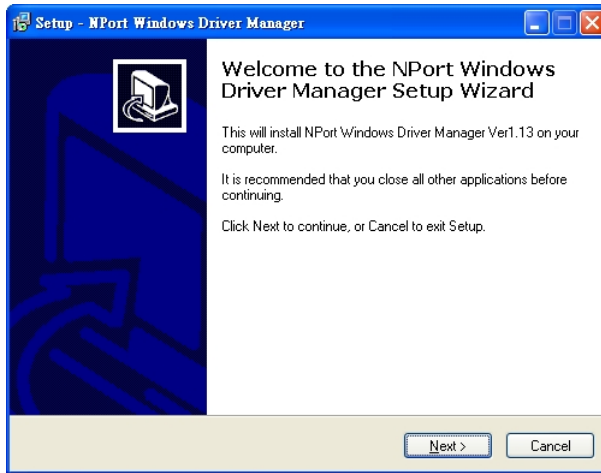 Setup - NPort Windows Driver Manager
Welcome to the NPort Windows
Driver Manager Setup Wizard
This will install NPort Windows Driver Manager Ver1.13 on your
computer.
It is recommended that you close all other applications before
continuing.
Click Next to continue, or Cancel to exit Setup.
Next >
Cancel